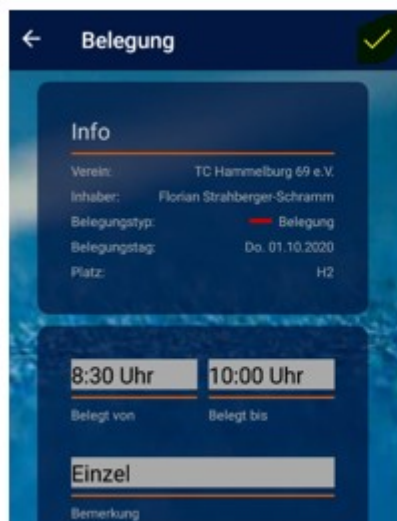 Belegung
Info
Verein: TC Hammelburg 69 e.V.
Inhaber: Florian Strahberger-Schramm
Belegungstyp: Belegung
Belegungstag: Do. 01.10.2020
Platz: H2
8:30 Uhr 10:00 Uhr
Belegt von Belegt bis
Einzel
Bemerkung